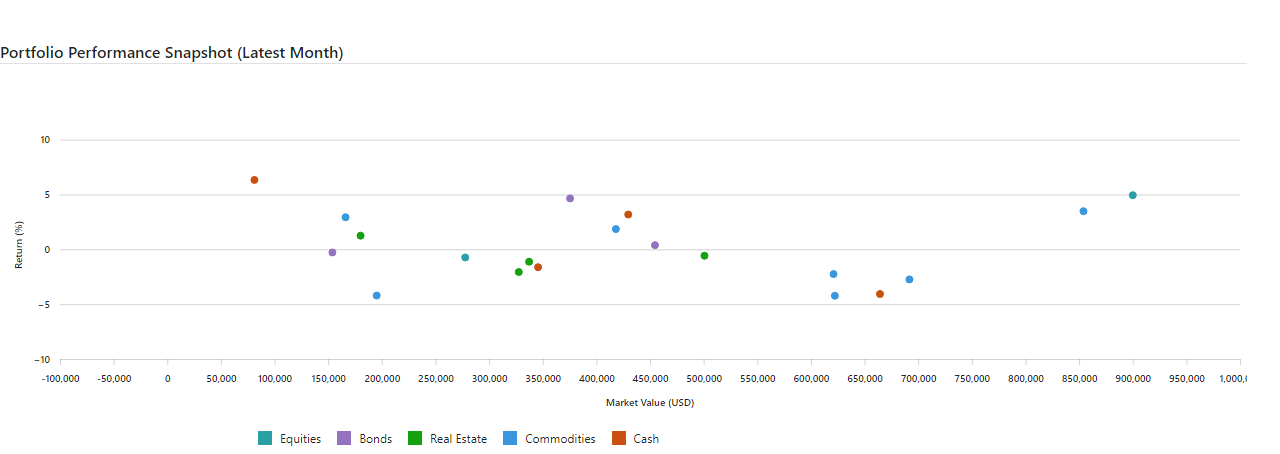 Portfolio Performance Snapshot (Latest Month)
10
5
0
−5
−10
Return (%)
-100,000 -50,000 0 50,000 100,000 150,000 200,000 250,000 300,000 350,000 400,000 450,000 500,000 550,000 600,000 650,000 700,000 750,000 800,000 850,000 900,000 950,000
Market Value (USD)
Equities Bonds Real Estate Commodities Cash